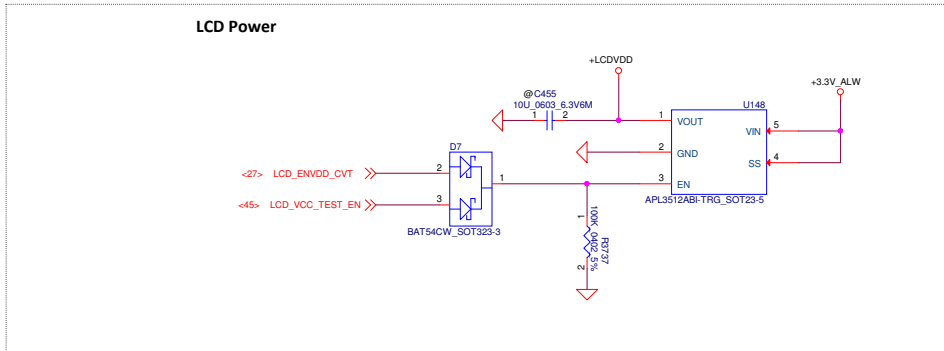 LCD Power
+LCDVDD
+3.3V_ALW
@C455
10U_0603_6.3V6M
1 2
U148
1 VOUT VIN 5
2 GND SS 4
3 EN
APL3512ABI-TRG_SOT23-5
D7
<27> LCD_ENVDD_CVT 2
1
<45> LCD_VCC_TEST_EN 3
BAT54CW_SOT323-3
1
2
R3737
100K_0402_5%